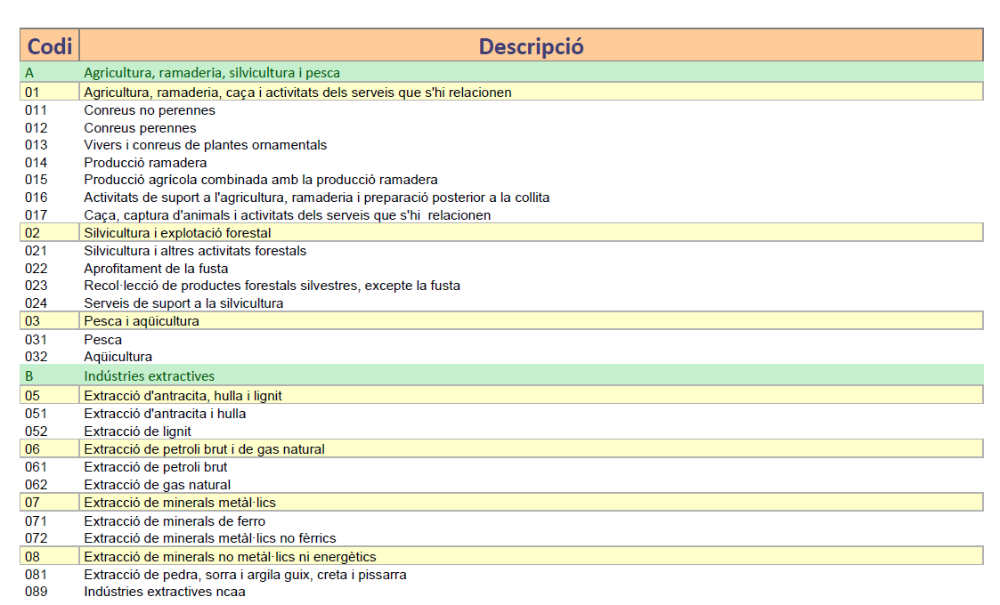 Codi Descripció
A Agricultura, ramaderia, silvicultura i pesca
01 Agricultura, ramaderia, caça i activitats dels serveis que s'hi relacionen
011 Conreus no perennes
012 Conreus perennes
013 Vivers i conreus de plantes ornamentals
014 Producció ramadera
015 Producció agrícola combinada amb la producció ramadera
016 Activitats de suport a l'agricultura, ramaderia i preparació posterior a la collita
017 Caça, captura d'animals i activitats dels serveis que s'hi  relacionen
02 Silvicultura i explotació forestal
021 Silvicultura i altres activitats forestals
022 Aprofitament de la fusta
023 Recol·lecció de productes forestals silvestres, excepte la fusta
024 Serveis de suport a la silvicultura
03 Pesca i aqüicultura
031 Pesca
032 Aqüicultura
B Indústries extractives
05 Extracció d'antracita, hulla i lignit
051 Extracció d'antracita i hulla
052 Extracció de lignit
06 Extracció de petroli brut i de gas natural
061 Extracció de petroli brut
062 Extracció de gas natural
07 Extracció de minerals metàl·lics
071 Extracció de minerals de ferro
072 Extracció de minerals metàl·lics no fèrrics
08 Extracció de minerals no metàl·lics ni energètics
081 Extracció de pedra, sorra i argila guix, creta i pissarra
089 Indústries extractives ncaa